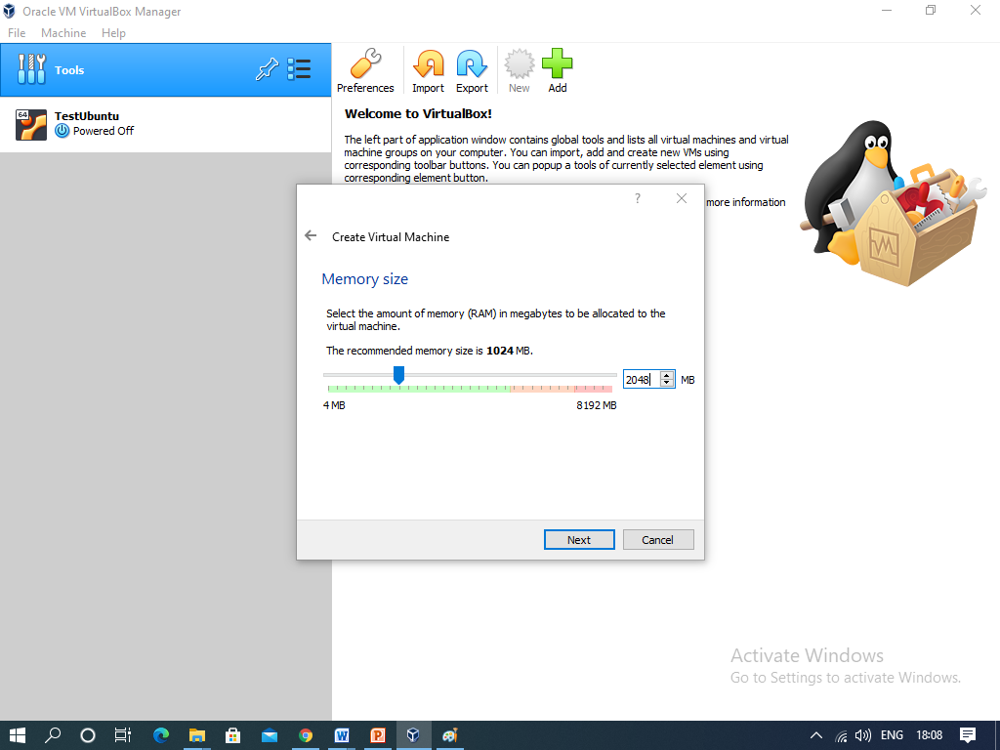 Oracle VM VirtualBox Manager
File Machine Help
Tools
Preferences Import Export New Add
64
TestUbuntu
Powered Off
Welcome to VirtualBox!
The left part of application window contains global tools and lists all virtual machines and virtual
machine groups on your computer. You can import, add and create new VMs using
corresponding toolbar buttons. You can popup a tools of currently selected element using
corresponding element button.
more information
?
Create Virtual Machine
Memory size
Select the amount of memory (RAM) in megabytes to be allocated to the
virtual machine.
The recommended memory size is 1024 MB.
2048 MB
4 MB 8192 MB
Next Cancel
Activate Windows
Go to Settings to activate Windows.
W P ENG 18:08